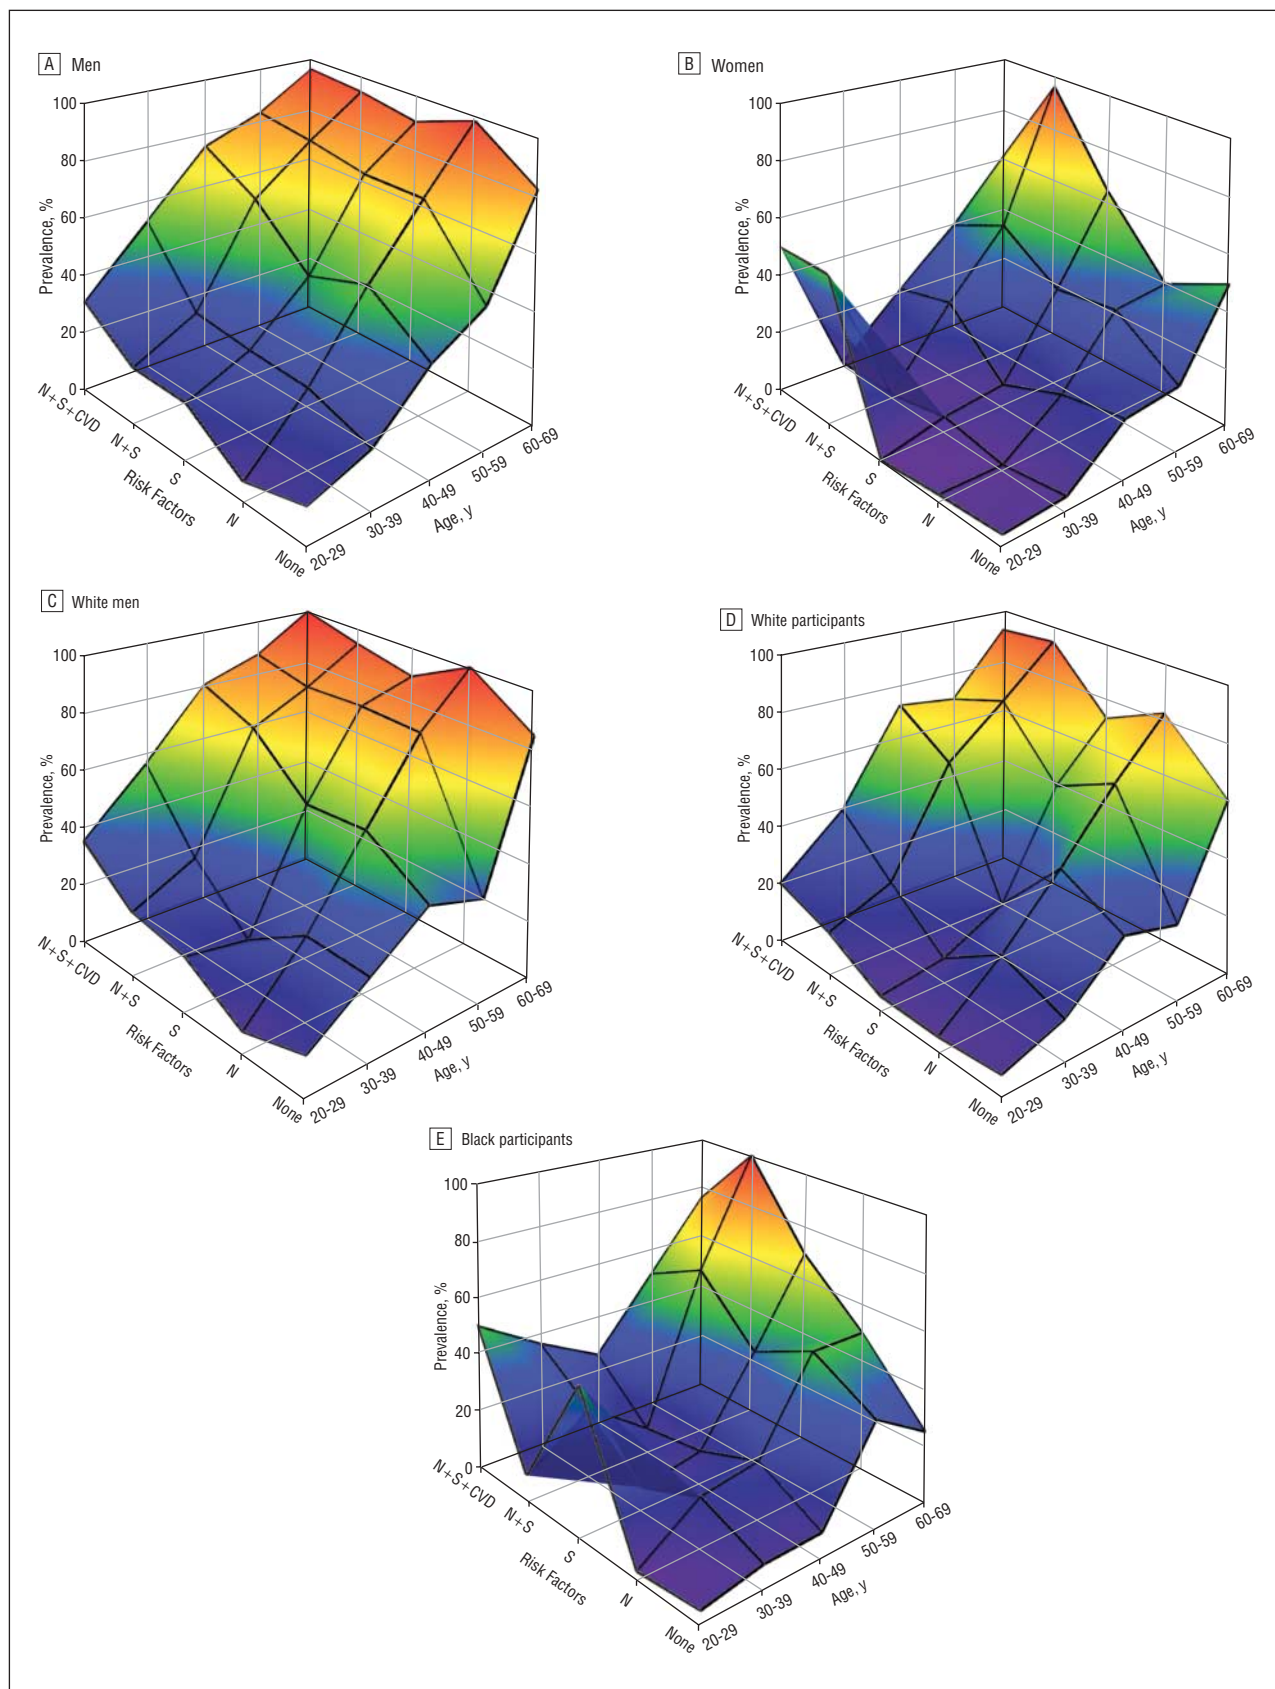 A Men
100
80
60
40
20
0
Prevalence, %
N+S+CVD
N+S
S
N
None
Risk Factors
20-29
30-39
40-49
50-59
60-69
Age, y
B Women
100
80
60
40
20
0
Prevalence, %
N+S+CVD
N+S
S
N
None
Risk Factors
20-29
30-39
40-49
50-59
60-69
Age, y
C White men
100
80
60
40
20
0
Prevalence, %
N+S+CVD
N+S
S
N
None
Risk Factors
20-29
30-39
40-49
50-59
60-69
Age, y
D White participants
100
80
60
40
20
0
Prevalence, %
N+S+CVD
N+S
S
N
None
Risk Factors
20-29
30-39
40-49
50-59
60-69
Age, y
E Black participants
100
80
60
40
20
0
Prevalence, %
N+S+CVD
N+S
S
N
None
Risk Factors
20-29
30-39
40-49
50-59
60-69
Age, y